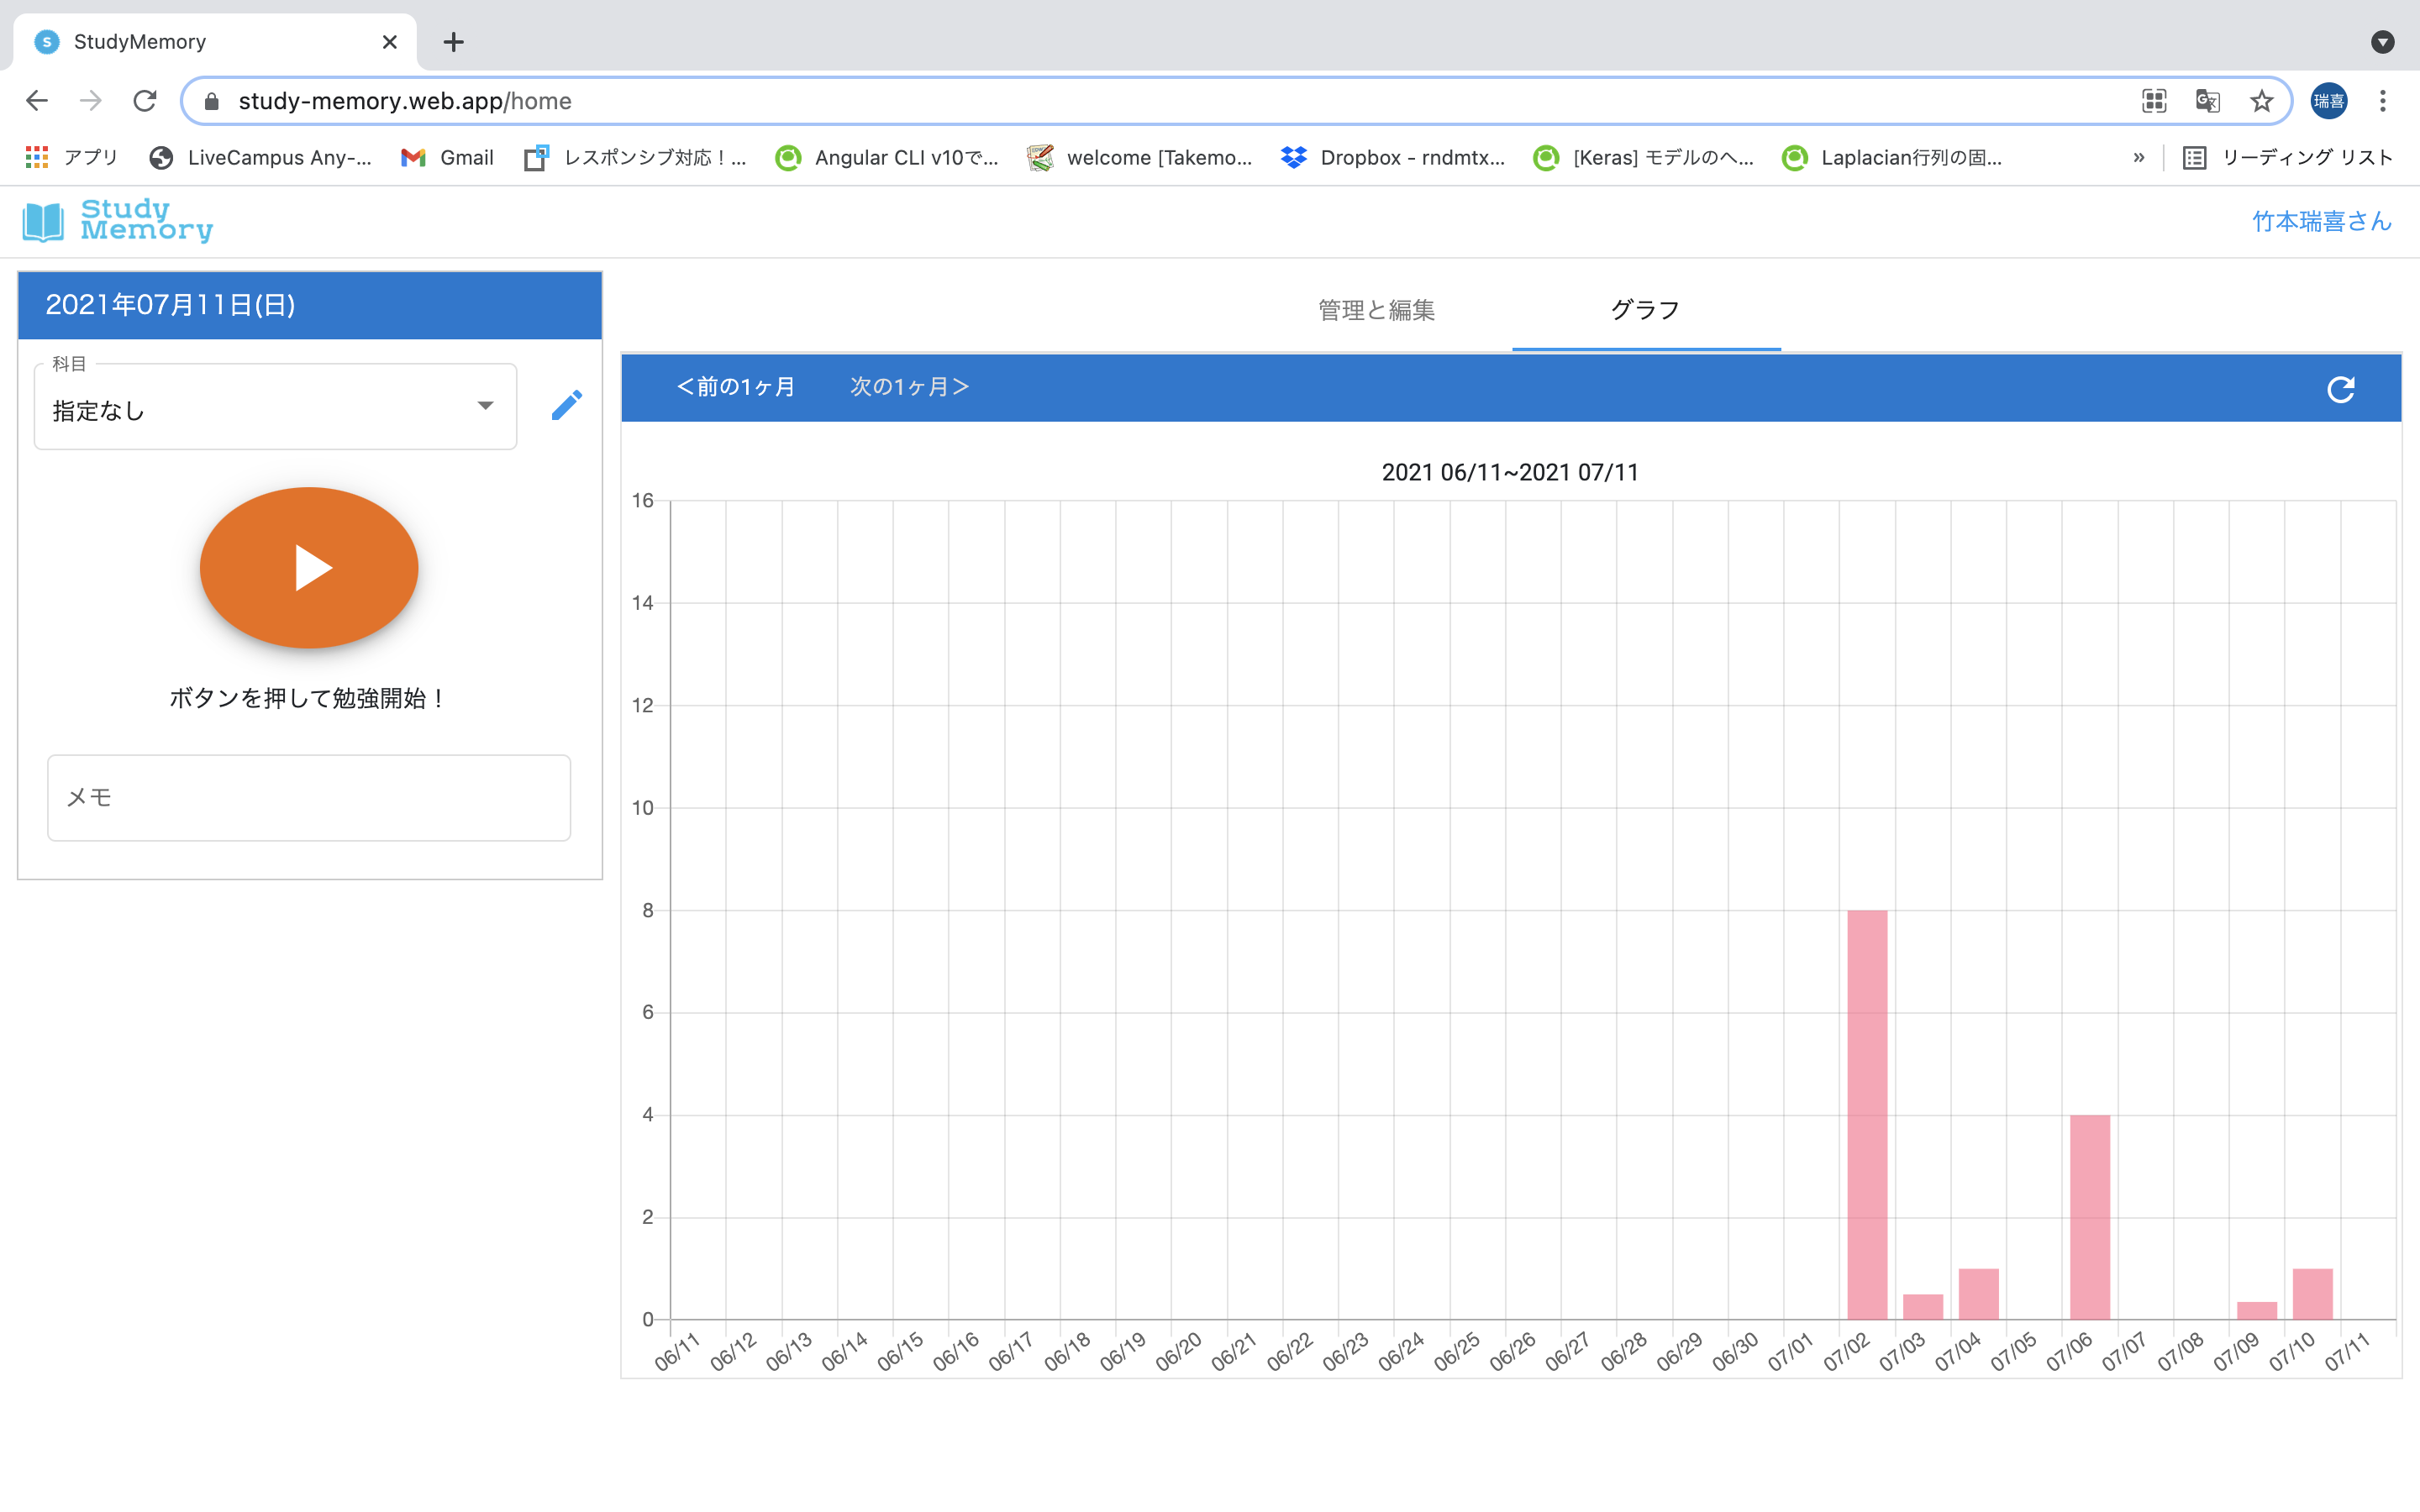 S StudyMemory
study-memory.web.app/home
瑞喜
アプリ LiveCampus Any-... Gmail レスポンシブ対応！... Angular CLI v10で... welcome [Takemo... Dropbox - rndmtx... [Keras] モデルのヘ... Laplacian行列の固... » リーディング リスト
Study
Memory
竹本瑞喜さん
2021年07月11日(日)
科目
指定なし
ボタンを押して勉強開始！
メモ
管理と編集 グラフ
＜前の1ヶ月 次の1ヶ月＞
2021 06/11~2021 07/11
16
14
12
10
8
6
4
2
0
06/11 06/12 06/13 06/14 06/15 06/16 06/17 06/18 06/19 06/20 06/21 06/22 06/23 06/24 06/25 06/26 06/27 06/28 06/29 06/30 07/01 07/02 07/03 07/04 07/05 07/06 07/07 07/08 07/09 07/10 07/11